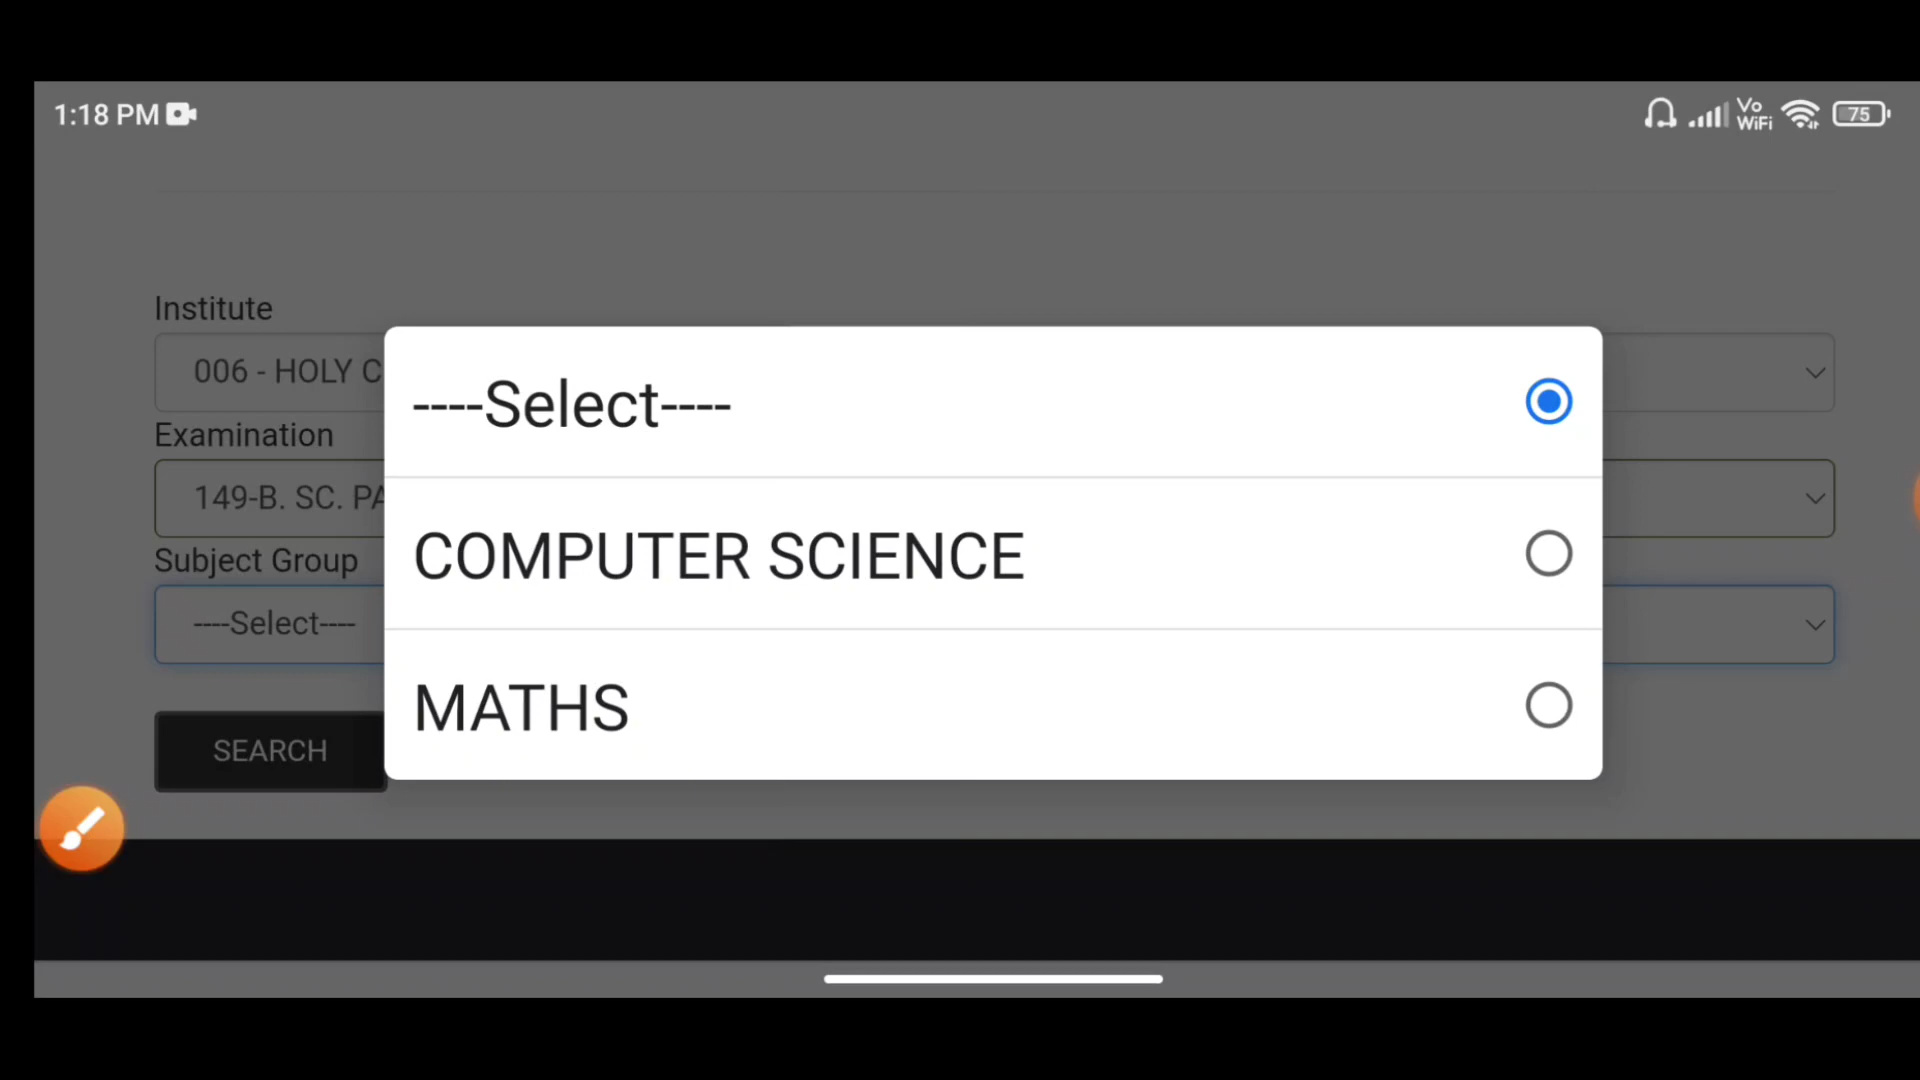 1:18 PM
Vo
WiFi
75
Institute
006 - HOLY C
Examination
149-B. SC. PA
Subject Group
----Select----
SEARCH
----Select----
COMPUTER SCIENCE
MATHS